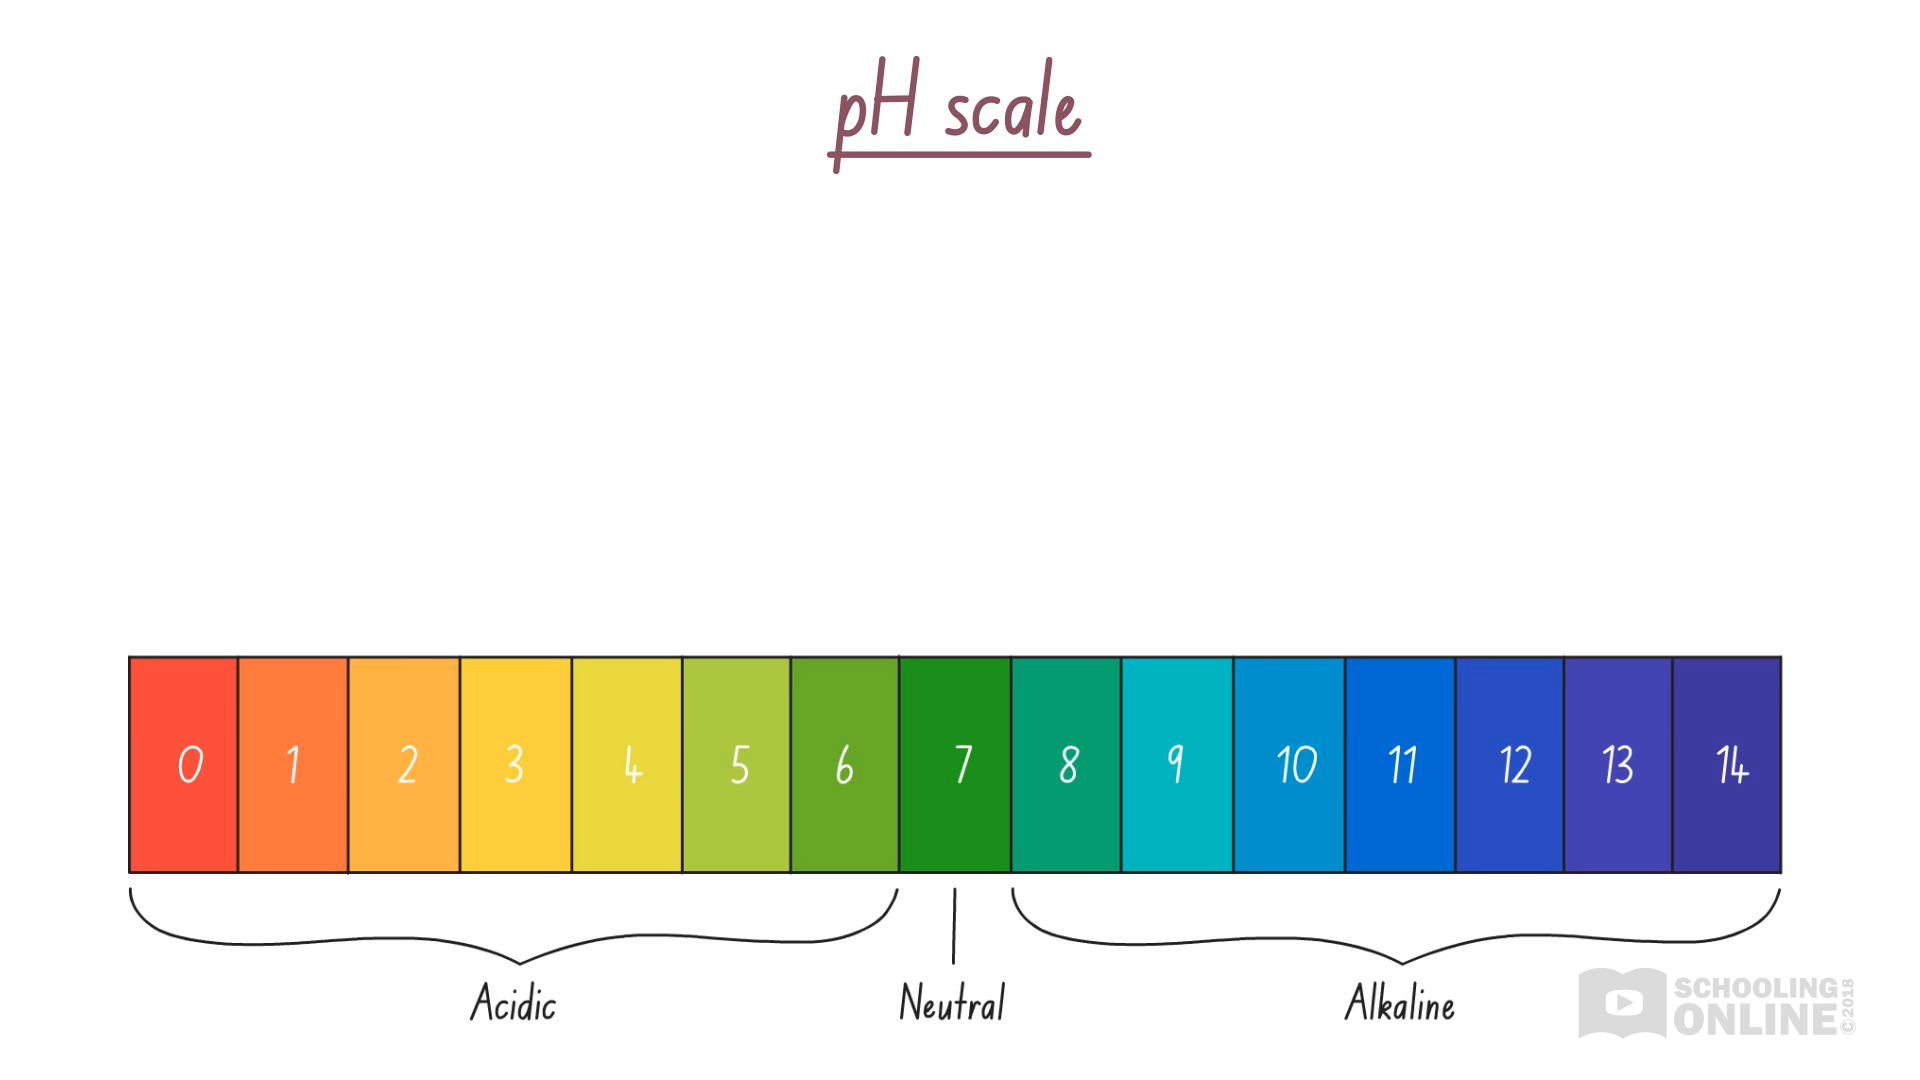 pH scale
0 1 2 3 4 5 6 7 8 9 10 11 12 13 14
Acidic Neutral Alkaline
SCHOOLING
ONLINE
©2018